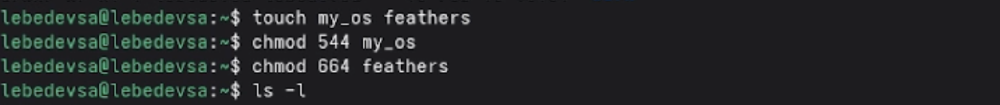 lebedevsa@lebedevsa:~$ touch my_os feathers
lebedevsa@lebedevsa:~$ chmod 544 my_os
lebedevsa@lebedevsa:~$ chmod 664 feathers
lebedevsa@lebedevsa:~$ ls -l